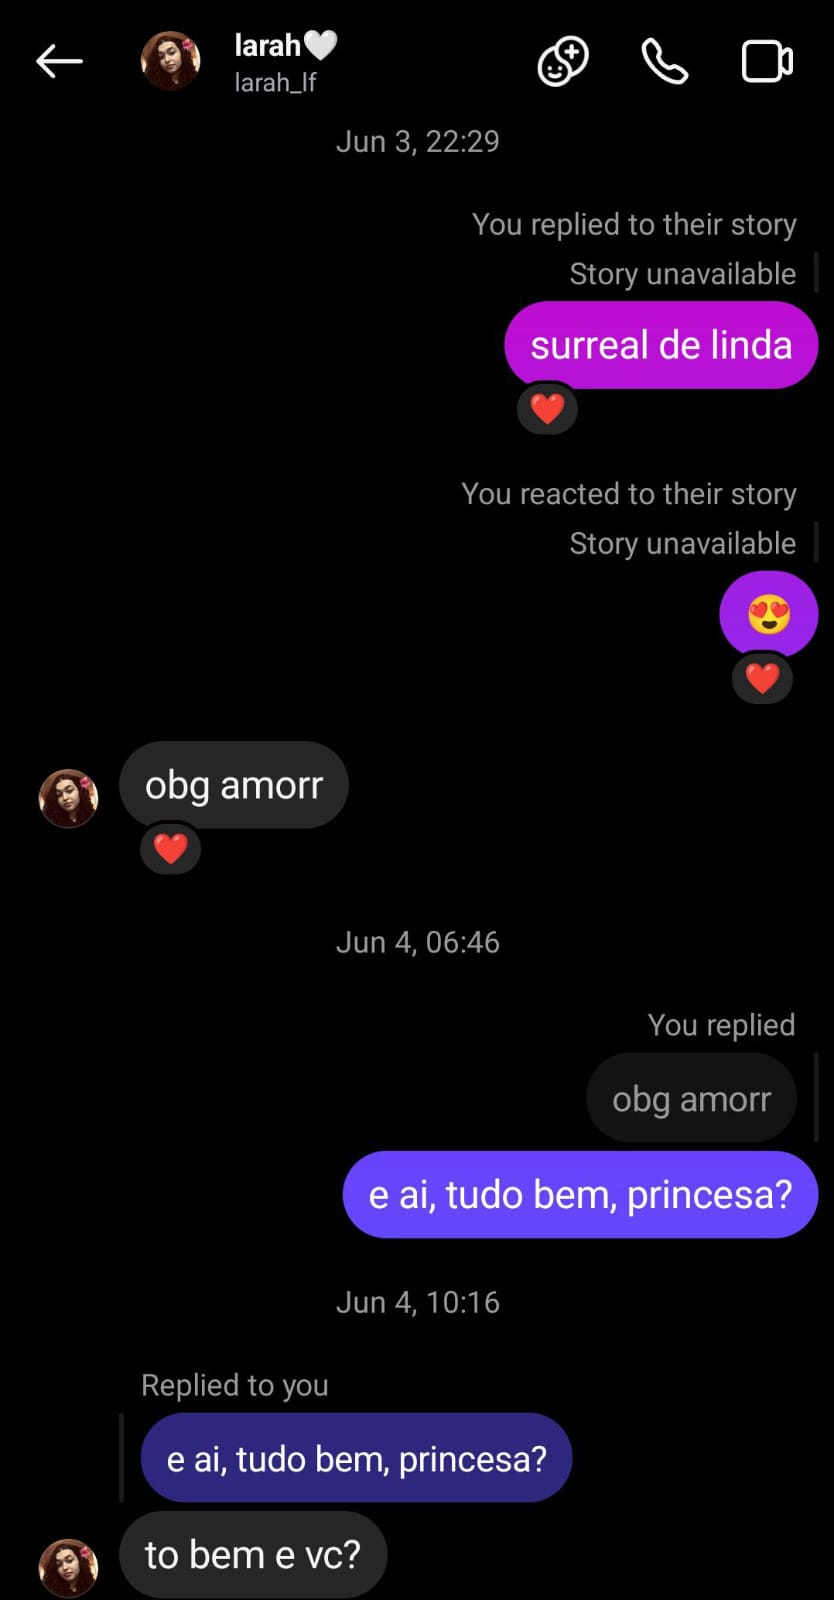 larah🤍
larah_lf
Jun 3, 22:29
You replied to their story
Story unavailable
surreal de linda
❤️
You reacted to their story
Story unavailable
😍
❤️
obg amorr
❤️
Jun 4, 06:46
You replied
obg amorr
e ai, tudo bem, princesa?
Jun 4, 10:16
Replied to you
e ai, tudo bem, princesa?
to bem e vc?